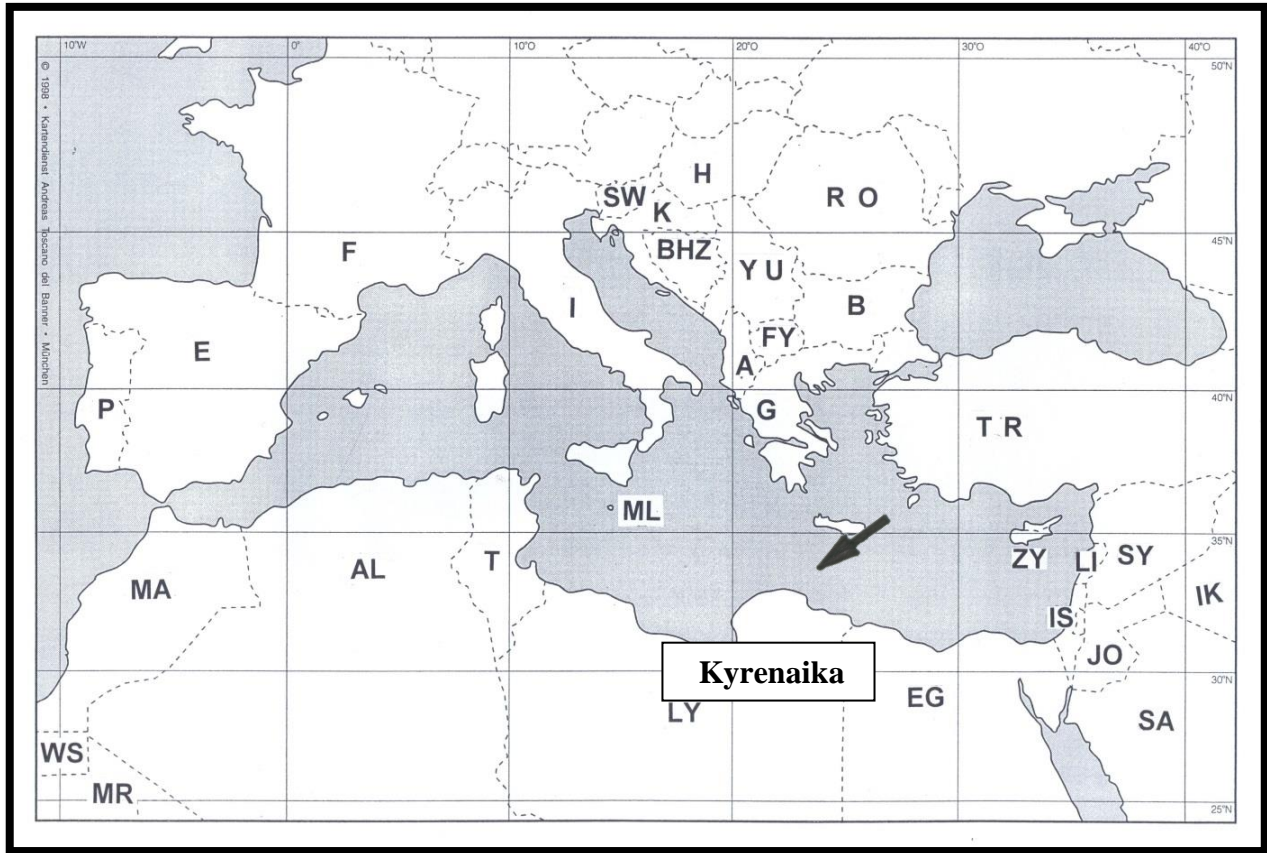 10°W 0° 10°O 20°O 30°O 40°O
50°N
© 1998 • Kartendienst Andreas Toscano del Banner • München
H
SW
K
R O
45°N
F
BHZ
Y U
I
B
FY
E
A
40°N
P
G
T R
ML
35°N
ZY
LI
SY
T
AL
MA
IK
IS
JO
Kyrenaika
30°N
EG
LY
SA
WS
MR
25°N